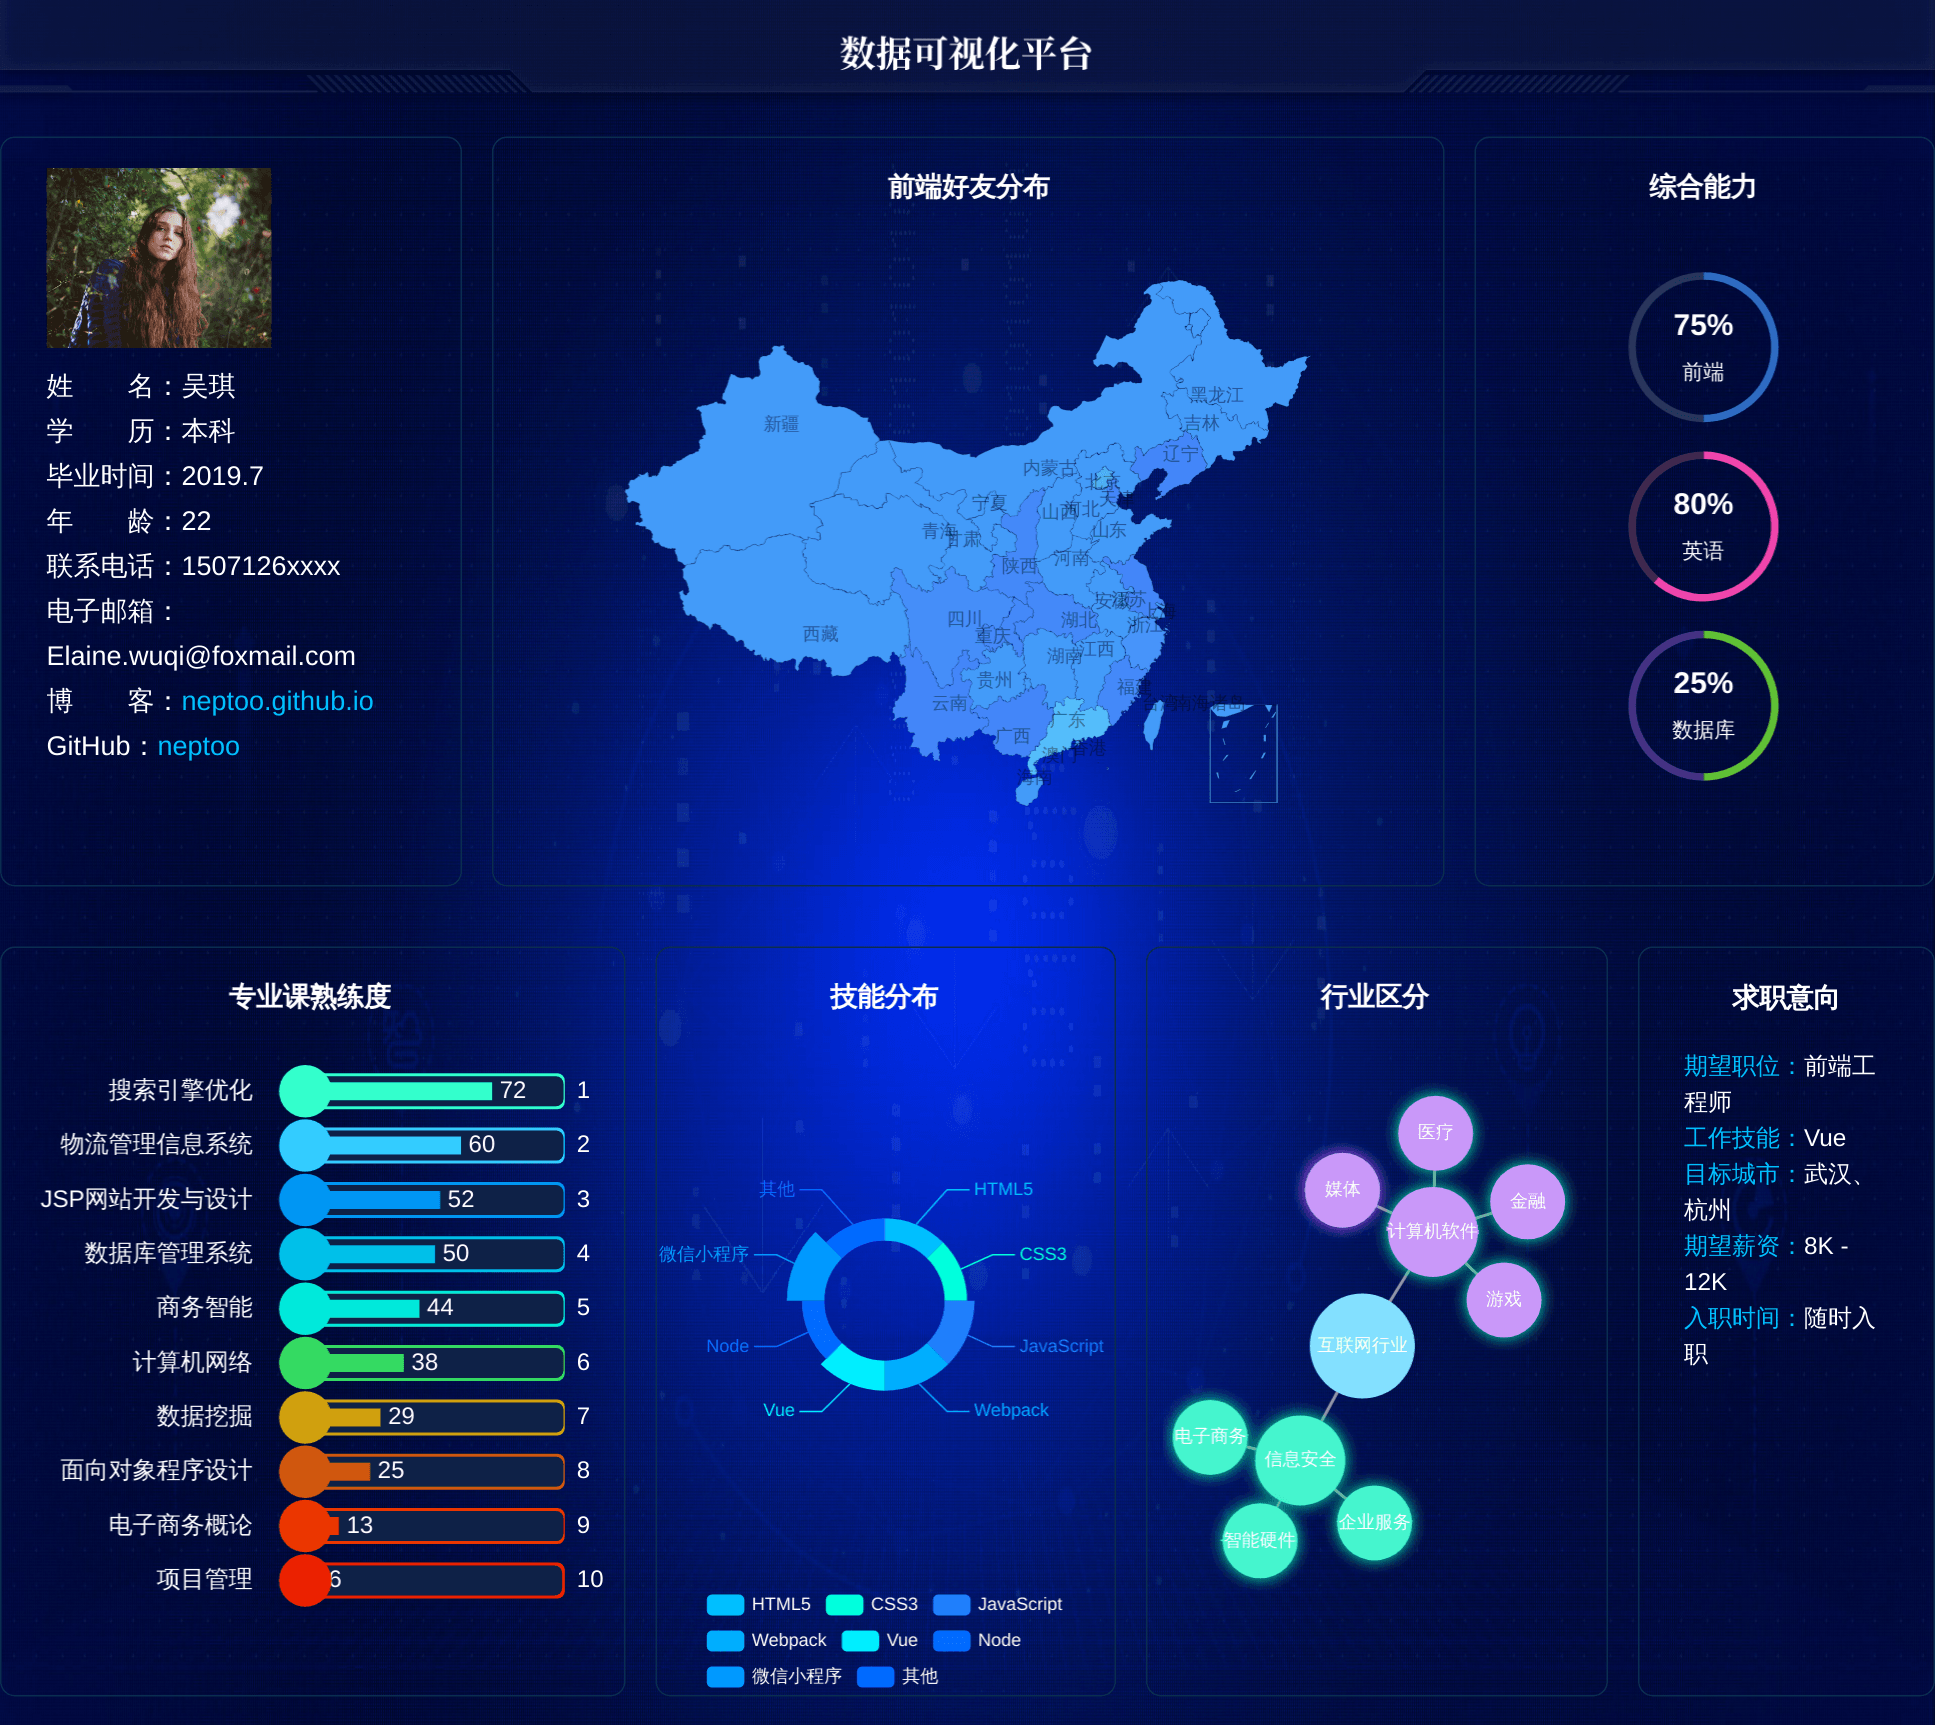 数据可视化平台
姓　　名：吴琪
学　　历：本科
毕业时间：2019.7
年　　龄：22
联系电话：1507126xxxx
电子邮箱：
Elaine.wuqi@foxmail.com
博　　客：neptoo.github.io
GitHub：neptoo
前端好友分布
黑龙江
吉林
新疆
辽宁
内蒙古
北京
宁夏
山西
河北
青海
甘肃
山东
河南
陕西
安徽
江苏
四川
湖北
浙江
西藏
重庆
湖南
江西
贵州
福建
云南
台湾
南海诸岛
广东
广西
香港
澳门
海南
综合能力
75%
前端
80%
英语
25%
数据库
专业课熟练度
搜索引擎优化 72 1
物流管理信息系统 60 2
JSP网站开发与设计 52 3
数据库管理系统 50 4
商务智能 44 5
计算机网络 38 6
数据挖掘 29 7
面向对象程序设计 25 8
电子商务概论 13 9
项目管理 6 10
技能分布
其他 HTML5
微信小程序 CSS3
Node JavaScript
Vue Webpack
HTML5 CSS3 JavaScript
Webpack Vue Node
微信小程序 其他
行业区分
医疗
媒体
金融
计算机软件
游戏
互联网行业
电子商务
信息安全
企业服务
智能硬件
求职意向
期望职位：前端工
程师
工作技能：Vue
目标城市：武汉、
杭州
期望薪资：8K -
12K
入职时间：随时入
职